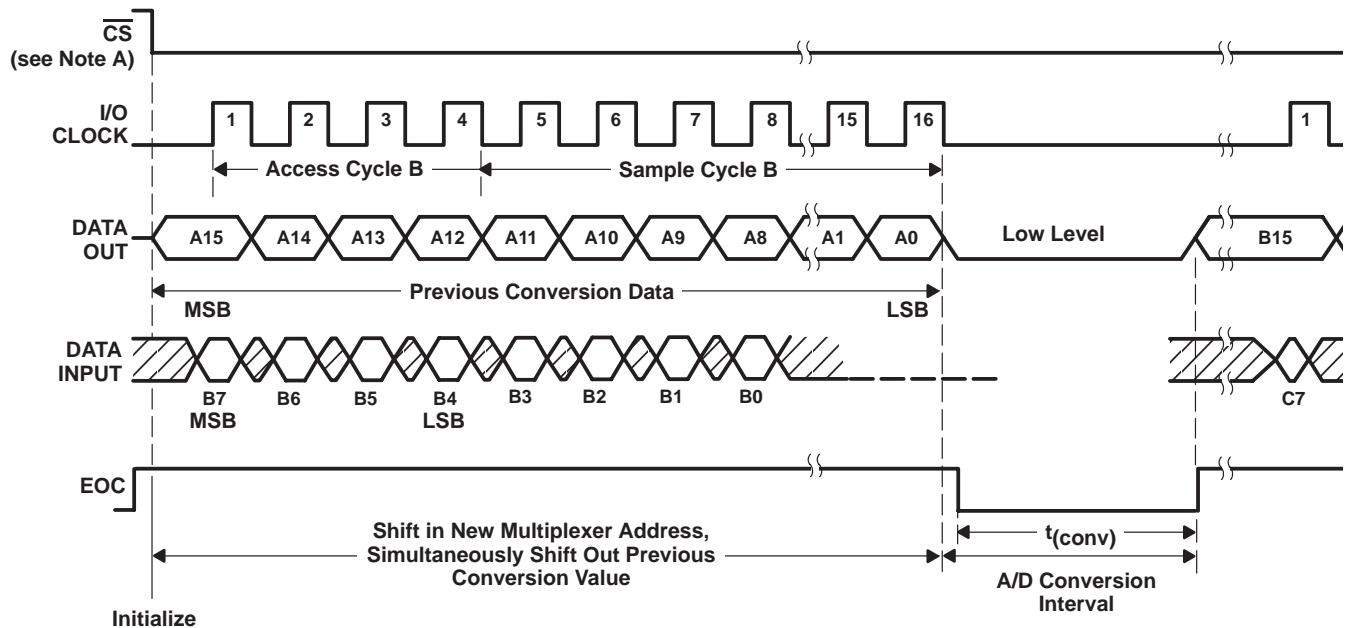 CS
(see Note A)
I/O
CLOCK
1 2 3 4 5 6 7 8 15 16 1
Access Cycle B Sample Cycle B
DATA
OUT
A15 A14 A13 A12 A11 A10 A9 A8 A1 A0 Low Level B15
Previous Conversion Data
MSB LSB
DATA
INPUT
B7 B6 B5 B4 B3 B2 B1 B0 C7
MSB LSB
EOC
Shift in New Multiplexer Address,
Simultaneously Shift Out Previous
Conversion Value
t(conv)
A/D Conversion
Interval
Initialize